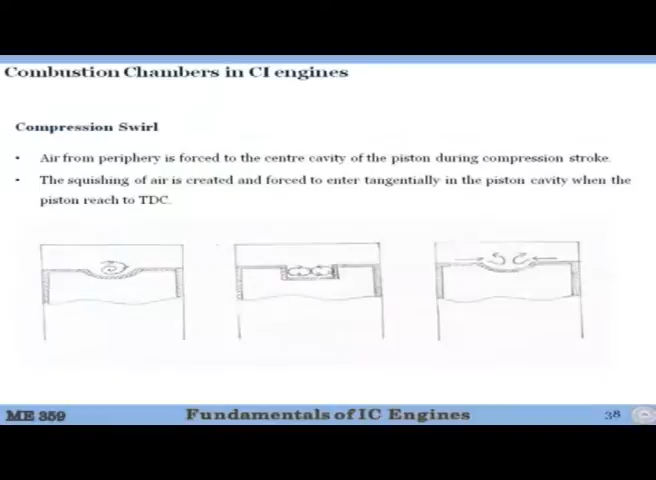 Combustion Chambers in CI engines
Compression Swirl
• Air from periphery is forced to the centre cavity of the piston during compression stroke.
• The squishing of air is created and forced to enter tangentially in the piston cavity when the
piston reach to TDC.
ME 359 Fundamentals of IC Engines 38